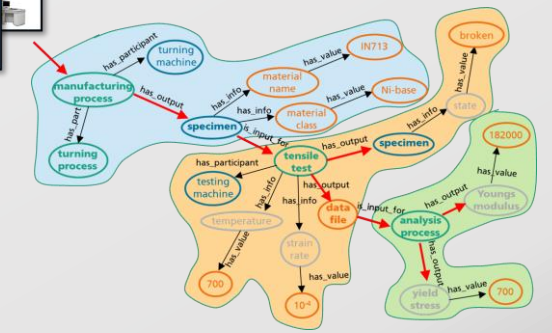 has_participant
turning
machine
manufacturing
process
has_output
has_part
turning
process
specimen
has_info
material
name
has_value
IN713
has_info
material
class
has_value
Ni-base
is_input_for
tensile
test
has_participant
testing
machine
has_info
temperature
has_value
700
has_info
strain
rate
has_value
10⁻⁴
has_output
specimen
has_info
state
has_value
broken
has_output
data
file
is_input_for
analysis
process
has_output
Youngs
modulus
has_value
182000
has_output
yield
stress
has_value
700